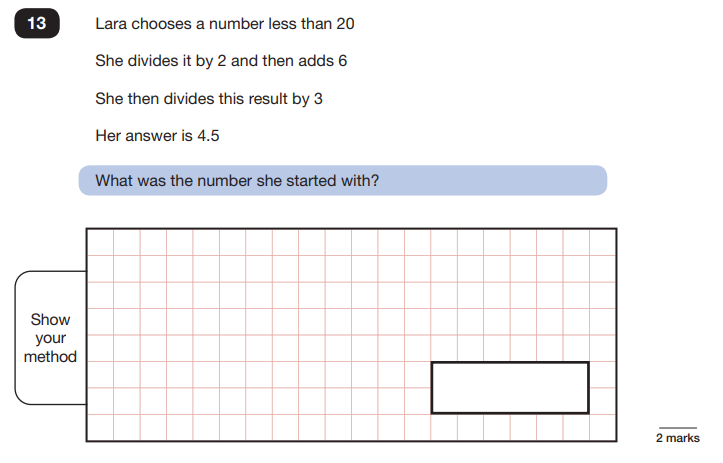 13
Lara chooses a number less than 20
She divides it by 2 and then adds 6
She then divides this result by 3
Her answer is 4.5
What was the number she started with?
Show
your
method
2 marks